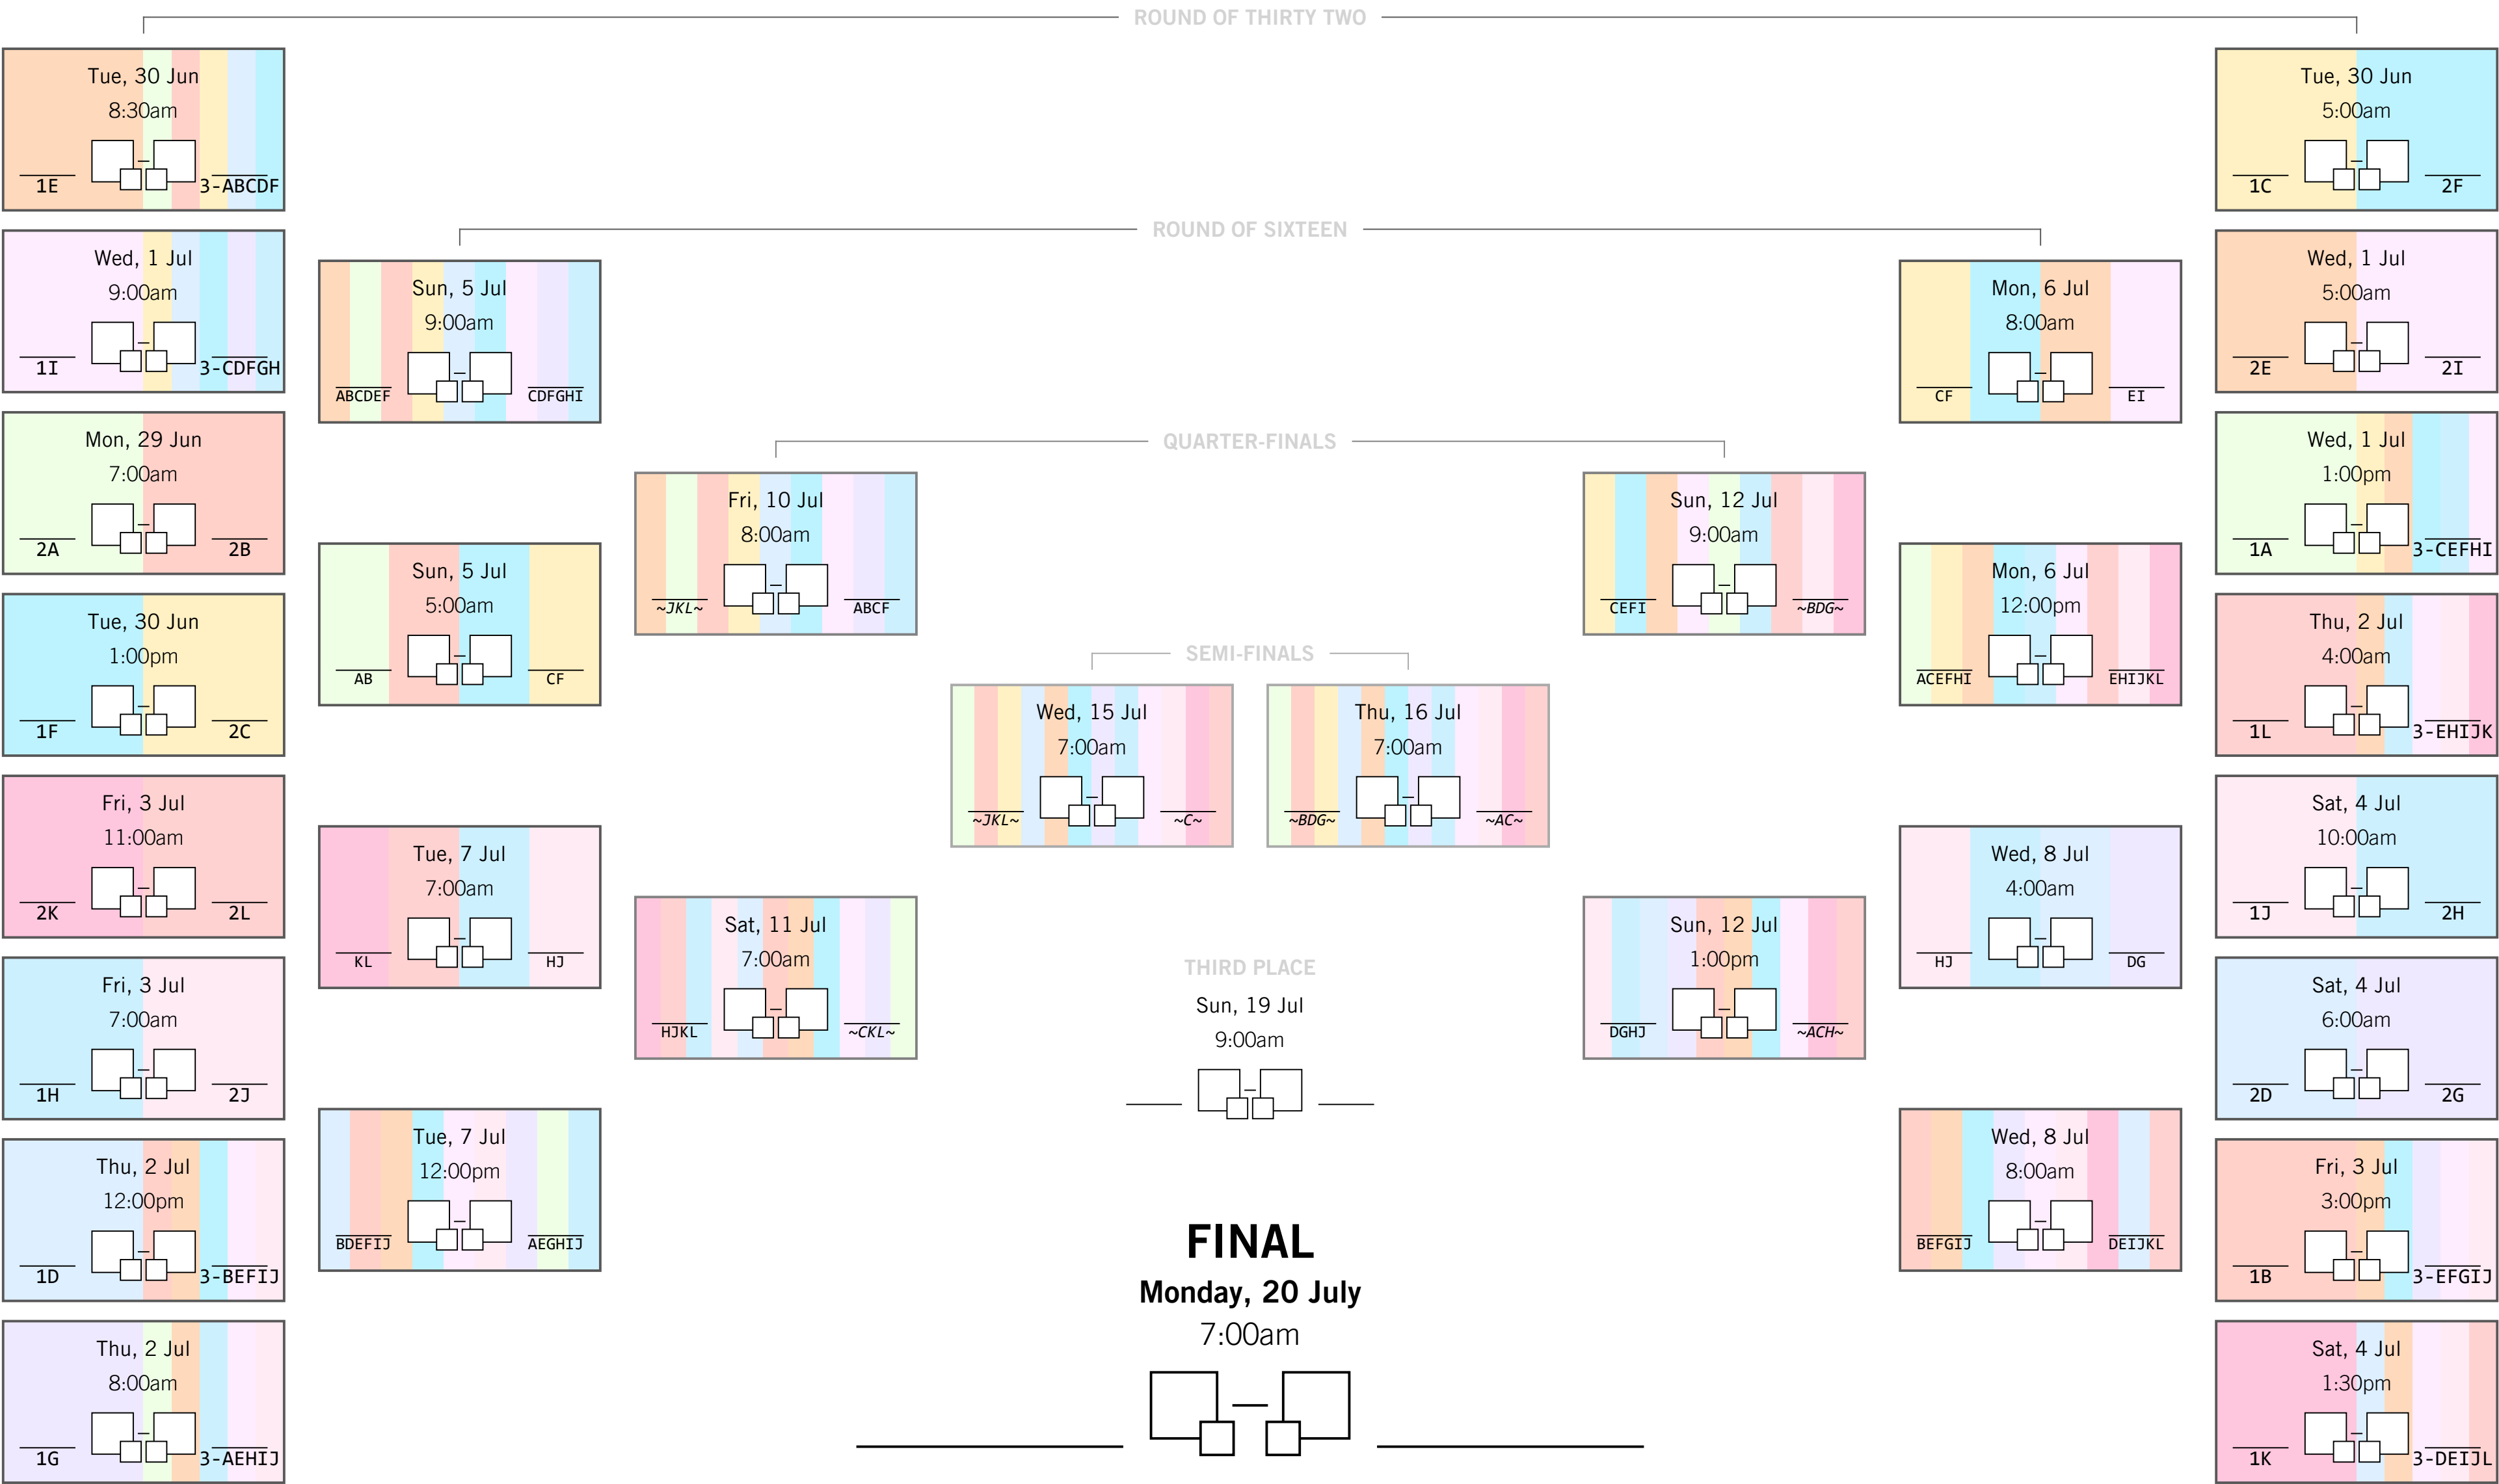 ROUND OF THIRTY TWO
Tue, 30 Jun
8:30am
1E
3-ABCDF
Wed, 1 Jul
9:00am
1I
3-CDFGH
Mon, 29 Jun
7:00am
2A
2B
Tue, 30 Jun
1:00pm
1F
2C
Fri, 3 Jul
11:00am
2K
2L
Fri, 3 Jul
7:00am
1H
2J
Thu, 2 Jul
12:00pm
1D
3-BEFIJ
Thu, 2 Jul
8:00am
1G
3-AEHIJ
ROUND OF SIXTEEN
Sun, 5 Jul
9:00am
ABCDEF
CDFGHI
Sun, 5 Jul
5:00am
AB
CF
Tue, 7 Jul
7:00am
KL
HJ
Tue, 7 Jul
12:00pm
BDEFIJ
AEGHIJ
QUARTER-FINALS
Fri, 10 Jul
8:00am
~JKL~
ABCF
Sat, 11 Jul
7:00am
HJKL
~CKL~
SEMI-FINALS
Wed, 15 Jul
7:00am
~JKL~
~C~
Thu, 16 Jul
7:00am
~BDG~
~AC~
THIRD PLACE
Sun, 19 Jul
9:00am
FINAL
Monday, 20 July
7:00am
Sun, 12 Jul
9:00am
CEFI
~BDG~
Sun, 12 Jul
1:00pm
DGHJ
~ACH~
Mon, 6 Jul
8:00am
CF
EI
Mon, 6 Jul
12:00pm
ACEFHI
EHIJKL
Wed, 8 Jul
4:00am
HJ
DG
Wed, 8 Jul
8:00am
BEFGIJ
DEIJKL
Tue, 30 Jun
5:00am
1C
2F
Wed, 1 Jul
5:00am
2E
2I
Wed, 1 Jul
1:00pm
1A
3-CEFHI
Thu, 2 Jul
4:00am
1L
3-EHIJK
Sat, 4 Jul
10:00am
1J
2H
Sat, 4 Jul
6:00am
2D
2G
Fri, 3 Jul
3:00pm
1B
3-EFGIJ
Sat, 4 Jul
1:30pm
1K
3-DEIJL